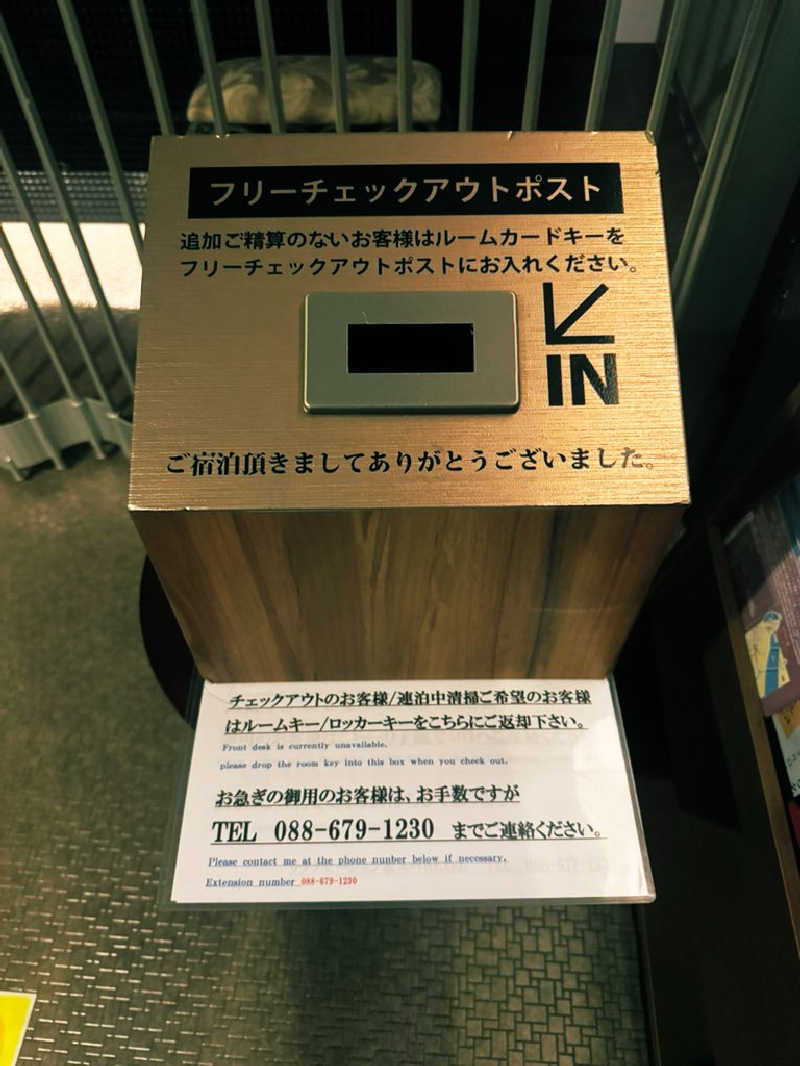 フリーチェックアウトポスト
追加ご精算のないお客様はルームカードキーを
フリーチェックアウトポストにお入れください。
IN
ご宿泊頂きましてありがとうございました。
チェックアウトのお客様/連泊中清掃ご希望のお客様
はルームキー/ロッカーキーをこちらにご返却下さい。
Front desk is currently unavailable.
please drop the room key into this box when you check out.
お急ぎの御用のお客様は、お手数ですが
TEL 088-679-1230 までご連絡ください。
Please contact me at the phone number below if necessary.
Extension number 088-679-1230